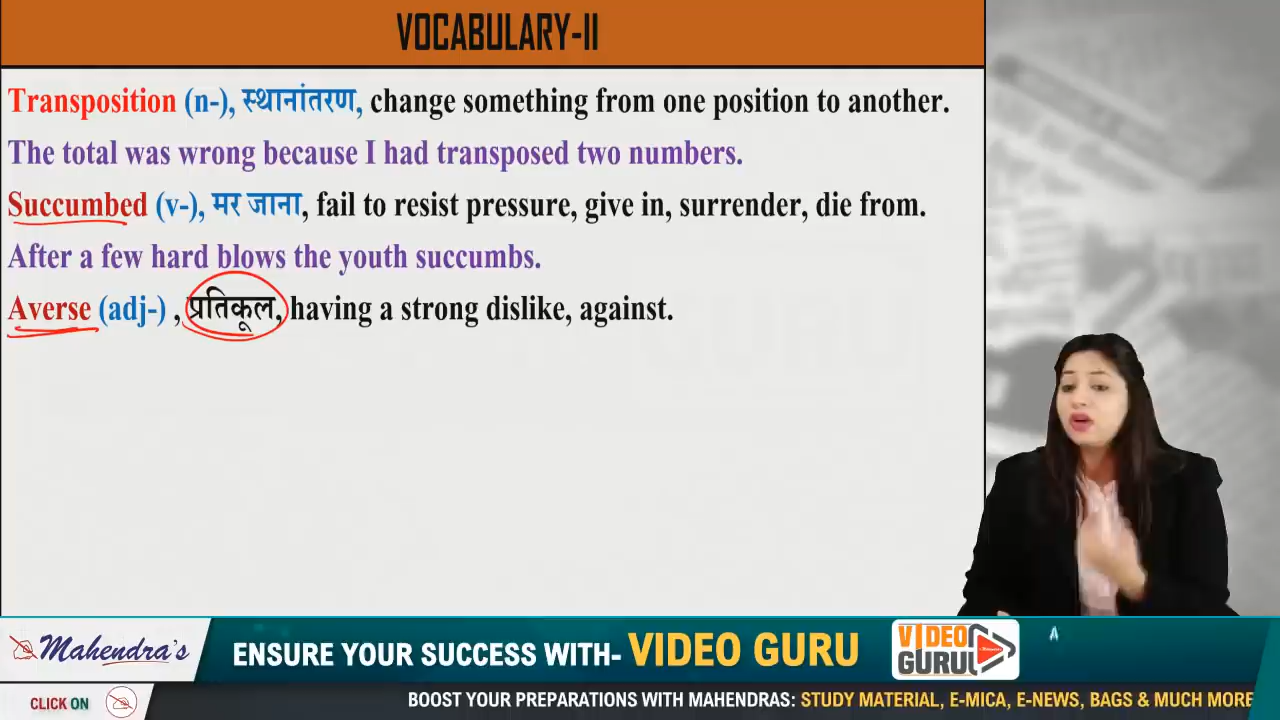 VOCABULARY-II
Transposition (n-), स्थानांतरण, change something from one position to another.
The total was wrong because I had transposed two numbers.
Succumbed (v-), मर जाना, fail to resist pressure, give in, surrender, die from.
After a few hard blows the youth succumbs.
Averse (adj-) , प्रतिकूल, having a strong dislike, against.
Mahendra's
ENSURE YOUR SUCCESS WITH- VIDEO GURU
VIDEO
GURUL
A
CLICK ON
BOOST YOUR PREPARATIONS WITH MAHENDRAS: STUDY MATERIAL, E-MICA, E-NEWS, BAGS & MUCH MORE